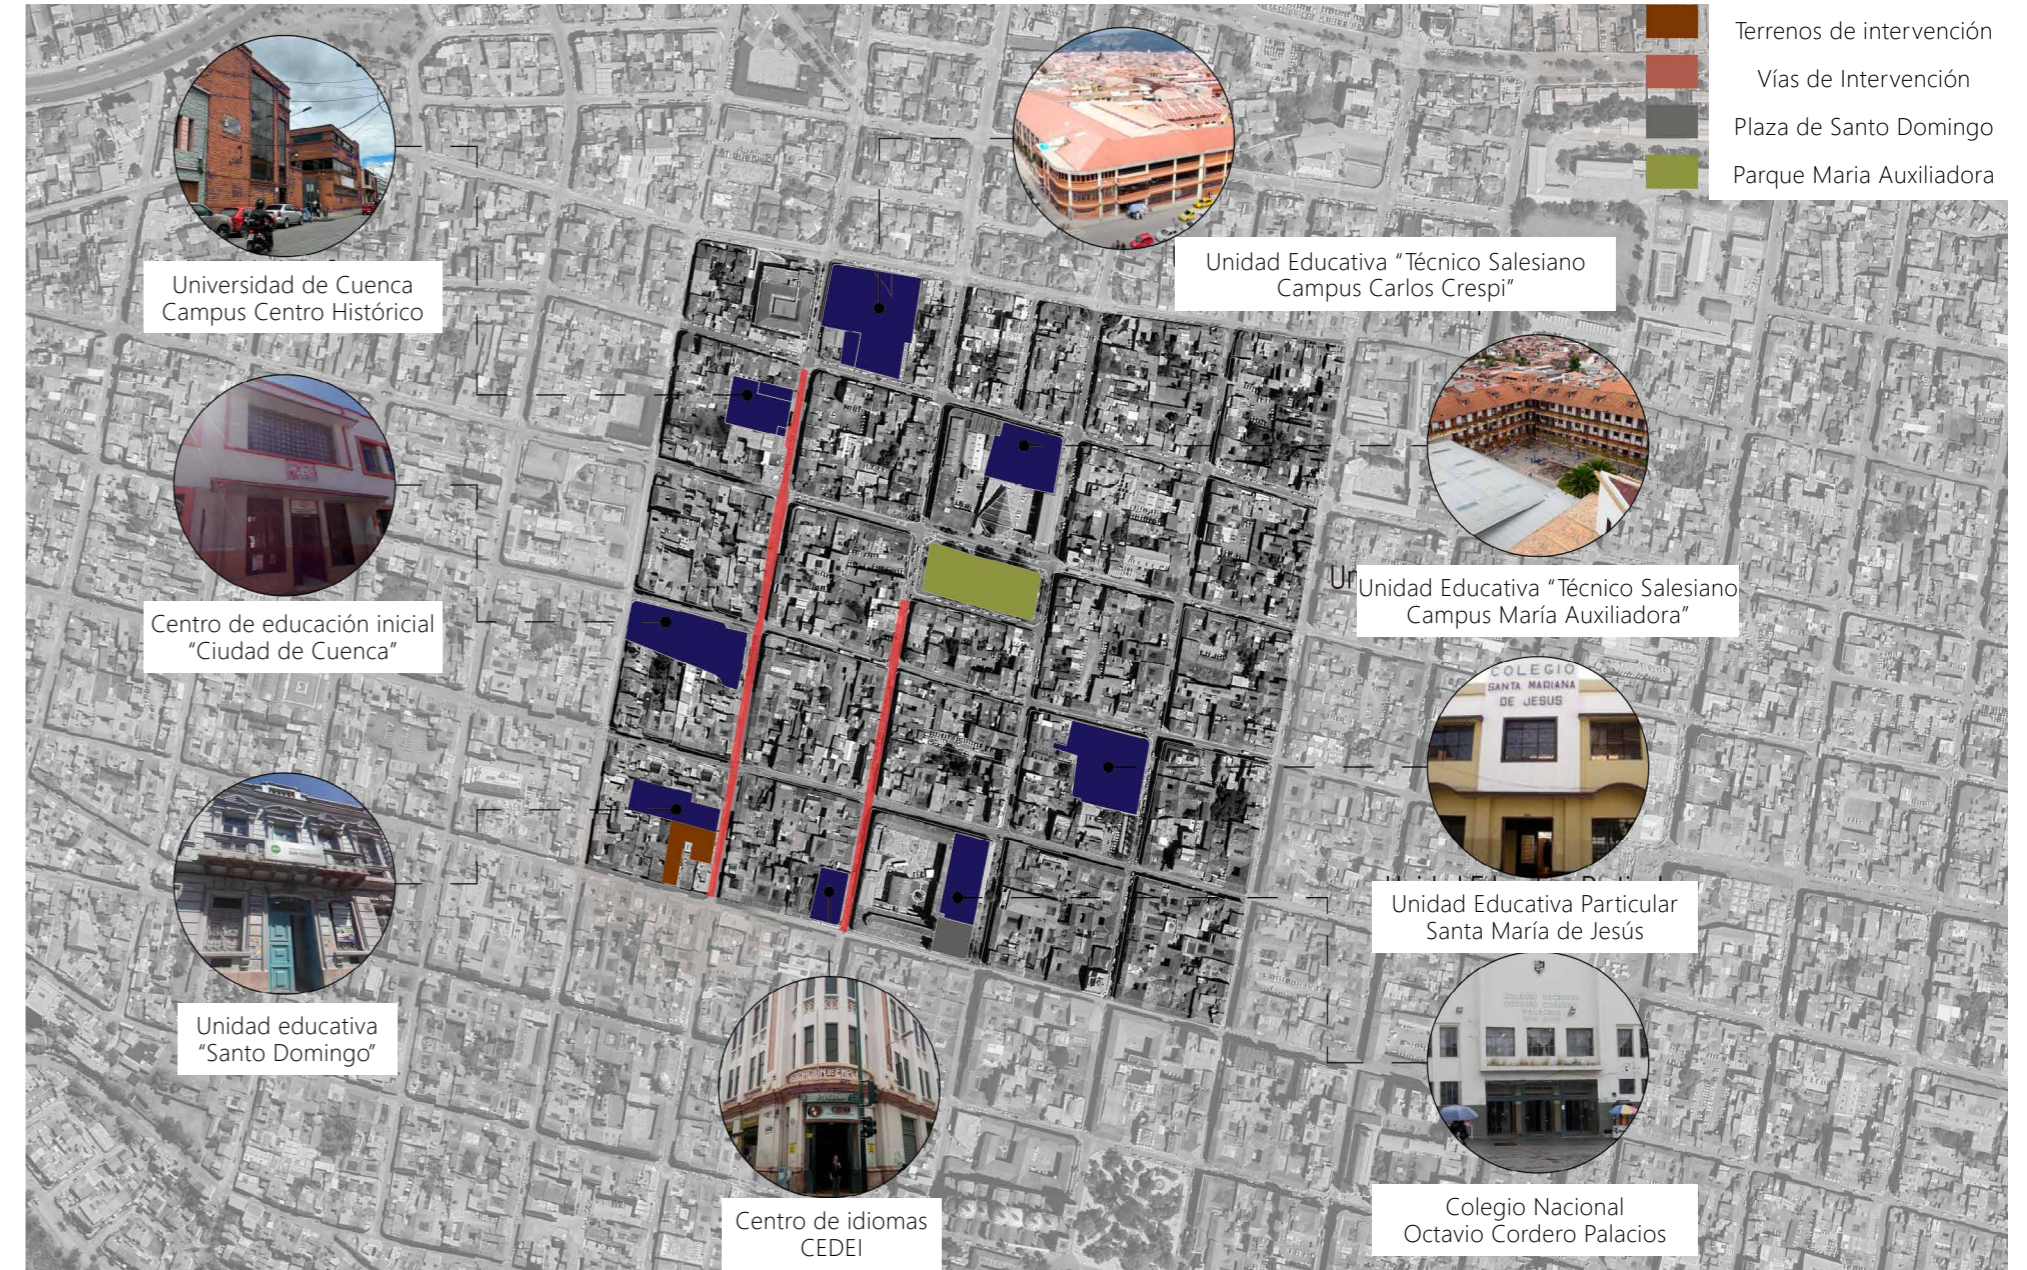 Terrenos de intervención
Vías de Intervención
Plaza de Santo Domingo
Parque Maria Auxiliadora
Universidad de Cuenca
Campus Centro Histórico
Unidad Educativa “Técnico Salesiano
Campus Carlos Crespi”
Centro de educación inicial
“Ciudad de Cuenca”
Unidad Educativa “Técnico Salesiano
Campus María Auxiliadora”
COLEGIO
SANTA MARIANA
DE JESUS
Unidad Educativa Particular
Santa María de Jesús
Unidad educativa
“Santo Domingo”
Centro de idiomas
CEDEI
Colegio Nacional
Octavio Cordero Palacios